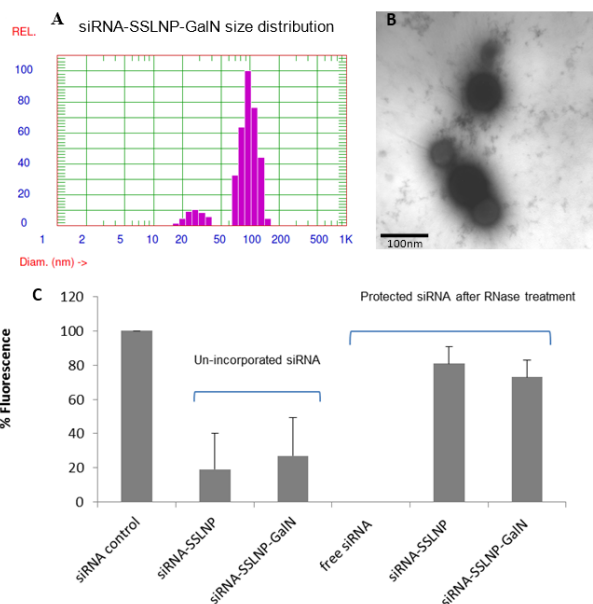 A siRNA-SSLNP-GalN size distribution
REL.
100
80
60
40
20
0
1 2 5 10 20 50 100 200 500 1K
Diam. (nm) ->
B
100nm
C
% Fluorescence
120
100
80
60
40
20
0
Un-incorporated siRNA
Protected siRNA after RNase treatment
siRNA control
siRNA-SSLNP
siRNA-SSLNP-GalN
free siRNA
siRNA-SSLNP
siRNA-SSLNP-GalN